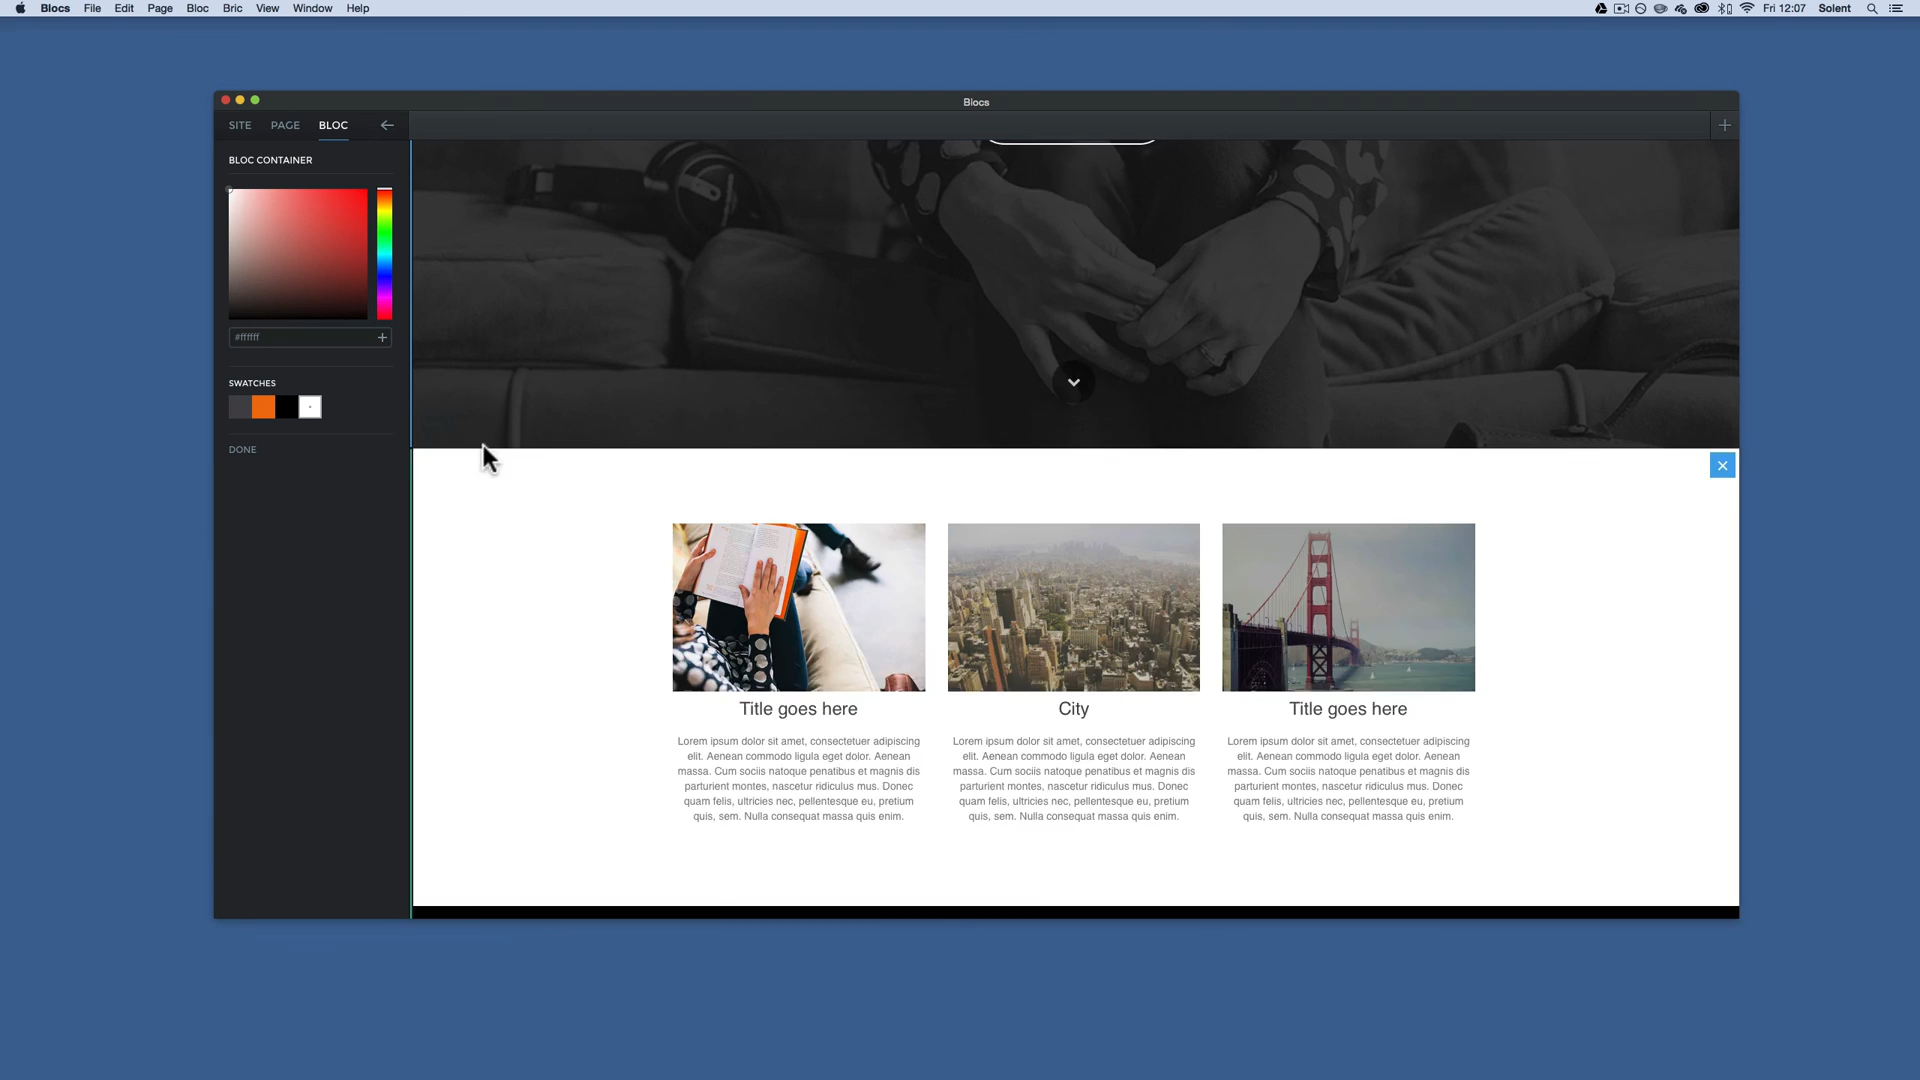 Blocs File Edit Page Bloc Bric View Window Help
Fri 12:07 Solent
Blocs
SITE PAGE BLOC
BLOC CONTAINER
#ffffff
SWATCHES
DONE
Title goes here
Lorem ipsum dolor sit amet, consectetuer adipiscing
elit. Aenean commodo ligula eget dolor. Aenean
massa. Cum sociis natoque penatibus et magnis dis
parturient montes, nascetur ridiculus mus. Donec
quam felis, ultricies nec, pellentesque eu, pretium
quis, sem. Nulla consequat massa quis enim.
City
Lorem ipsum dolor sit amet, consectetuer adipiscing
elit. Aenean commodo ligula eget dolor. Aenean
massa. Cum sociis natoque penatibus et magnis dis
parturient montes, nascetur ridiculus mus. Donec
quam felis, ultricies nec, pellentesque eu, pretium
quis, sem. Nulla consequat massa quis enim.
Title goes here
Lorem ipsum dolor sit amet, consectetuer adipiscing
elit. Aenean commodo ligula eget dolor. Aenean
massa. Cum sociis natoque penatibus et magnis dis
parturient montes, nascetur ridiculus mus. Donec
quam felis, ultricies nec, pellentesque eu, pretium
quis, sem. Nulla consequat massa quis enim.